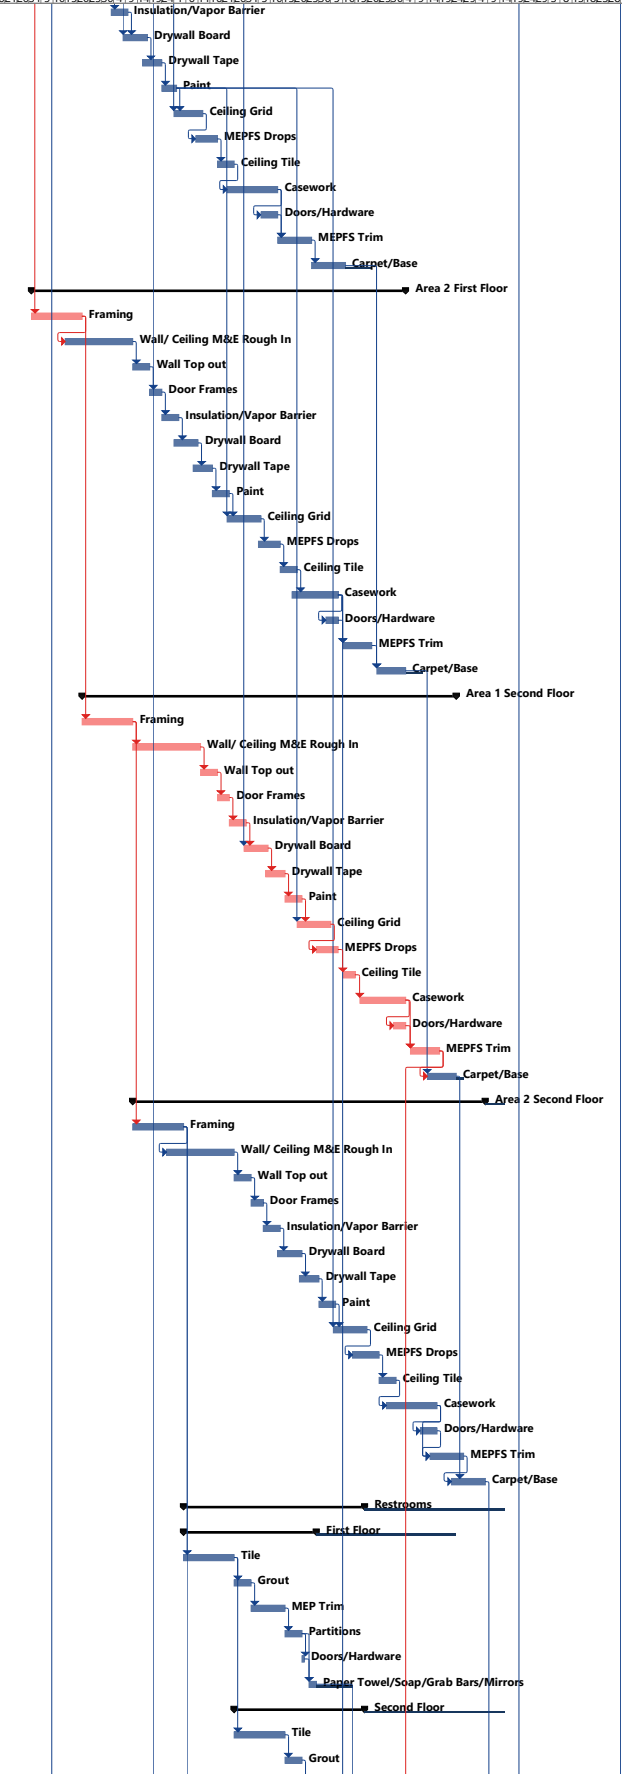 Insulation/Vapor Barrier
Drywall Board
Drywall Tape
Paint
Ceiling Grid
MEPFS Drops
Ceiling Tile
Casework
Doors/Hardware
MEPFS Trim
Carpet/Base
Area 2 First Floor
Framing
Wall/ Ceiling M&E Rough In
Wall Top out
Door Frames
Insulation/Vapor Barrier
Drywall Board
Drywall Tape
Paint
Ceiling Grid
MEPFS Drops
Ceiling Tile
Casework
Doors/Hardware
MEPFS Trim
Carpet/Base
Area 1 Second Floor
Framing
Wall/ Ceiling M&E Rough In
Wall Top out
Door Frames
Insulation/Vapor Barrier
Drywall Board
Drywall Tape
Paint
Ceiling Grid
MEPFS Drops
Ceiling Tile
Casework
Doors/Hardware
MEPFS Trim
Carpet/Base
Area 2 Second Floor
Framing
Wall/ Ceiling M&E Rough In
Wall Top out
Door Frames
Insulation/Vapor Barrier
Drywall Board
Drywall Tape
Paint
Ceiling Grid
MEPFS Drops
Ceiling Tile
Casework
Doors/Hardware
MEPFS Trim
Carpet/Base
Restrooms
First Floor
Tile
Grout
MEP Trim
Partitions
Doors/Hardware
Paper Towel/Soap/Grab Bars/Mirrors
Second Floor
Tile
Grout